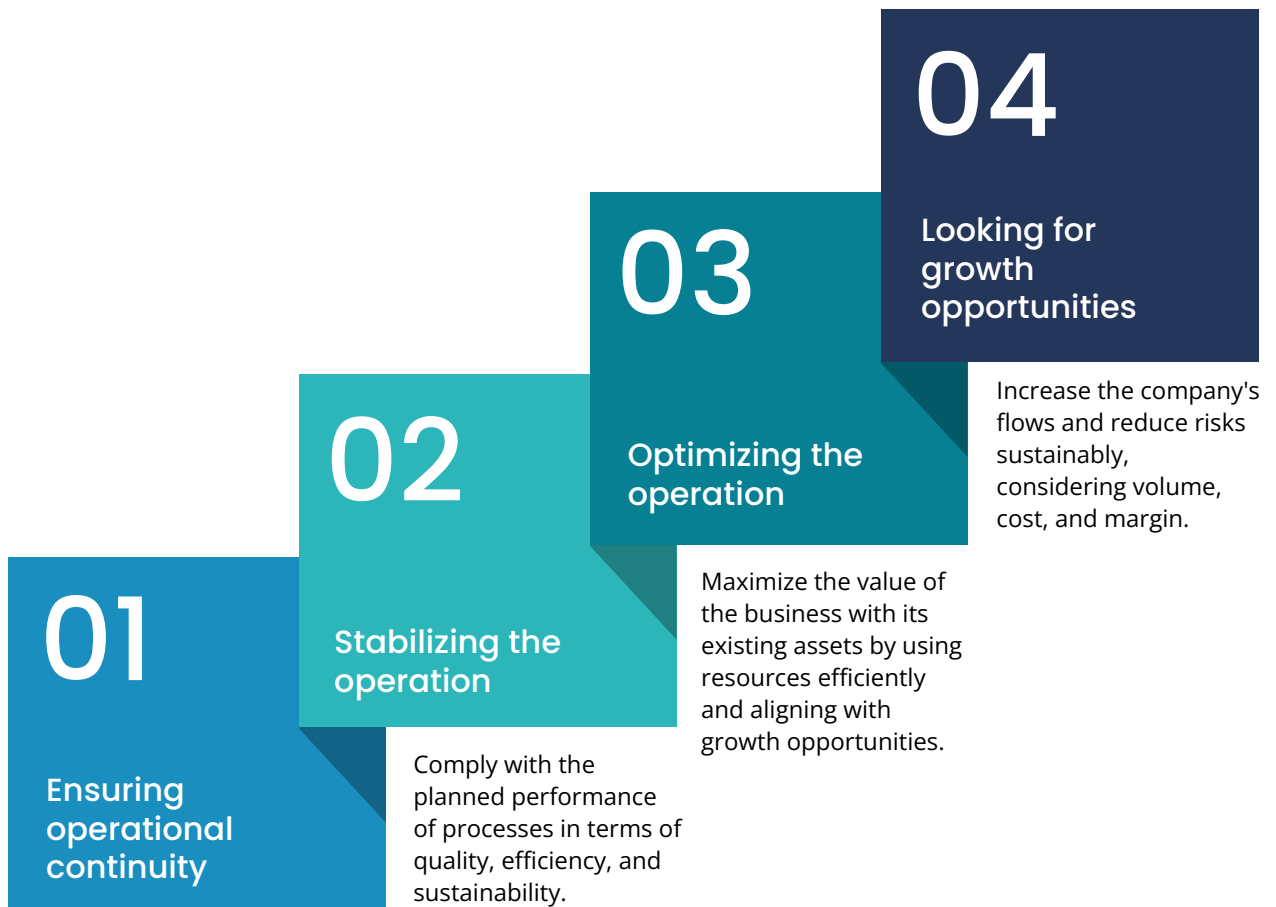 01
Ensuring
operational
continuity
02
Stabilizing the
operation
Comply with the
planned performance
of processes in terms of
quality, efficiency, and
sustainability.
03
Optimizing the
operation
Maximize the value of
the business with its
existing assets by using
resources efficiently
and aligning with
growth opportunities.
04
Looking for
growth
opportunities
Increase the company's
flows and reduce risks
sustainably,
considering volume,
cost, and margin.